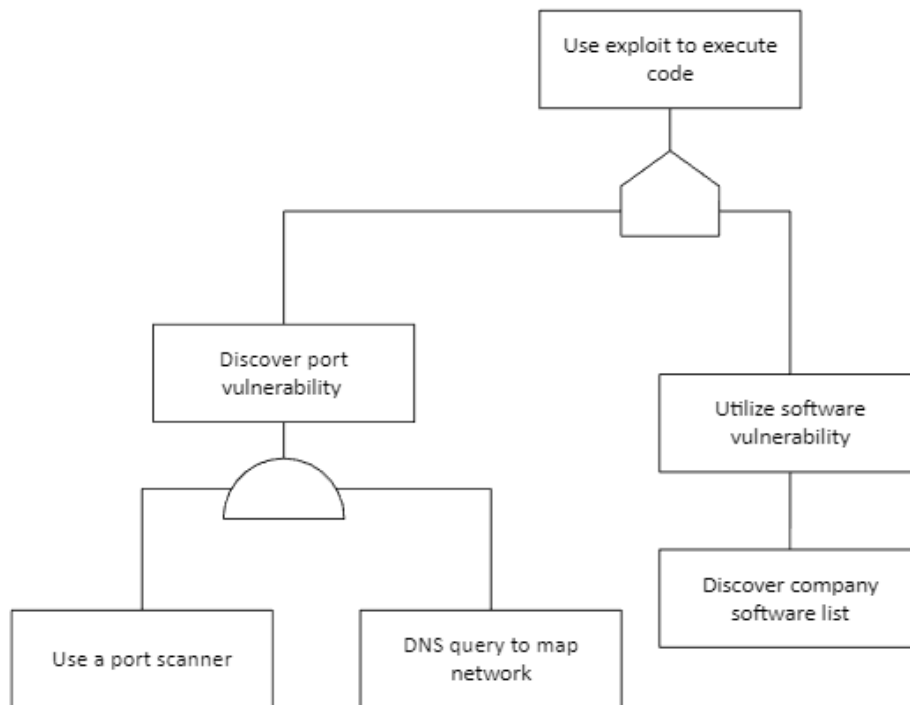 Use exploit to execute
code
Discover port
vulnerability
Utilize software
vulnerability
Discover company
software list
Use a port scanner
DNS query to map
network